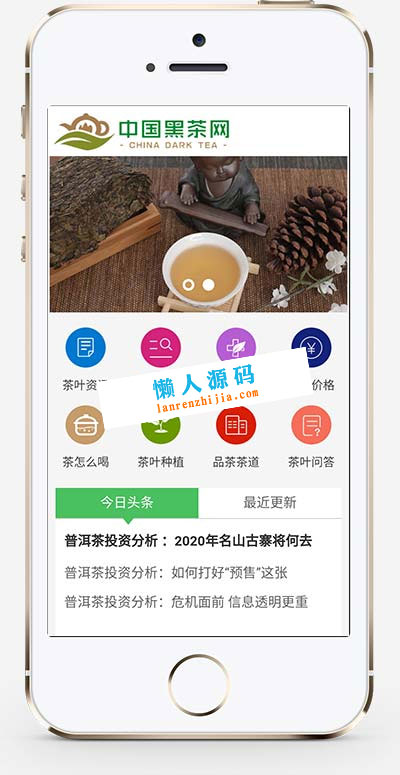 中国黑茶网
- CHINA DARK TEA -
茶叶资
价格
懒人源码
lanrenzhijia.com
茶怎么喝
茶叶种植
品茶茶道
茶叶问答
今日头条
最近更新
普洱茶投资分析 : 2020年名山古寨将何去
普洱茶投资分析: 如何打好“预售”这张
普洱茶投资分析: 危机面前 信息透明更重